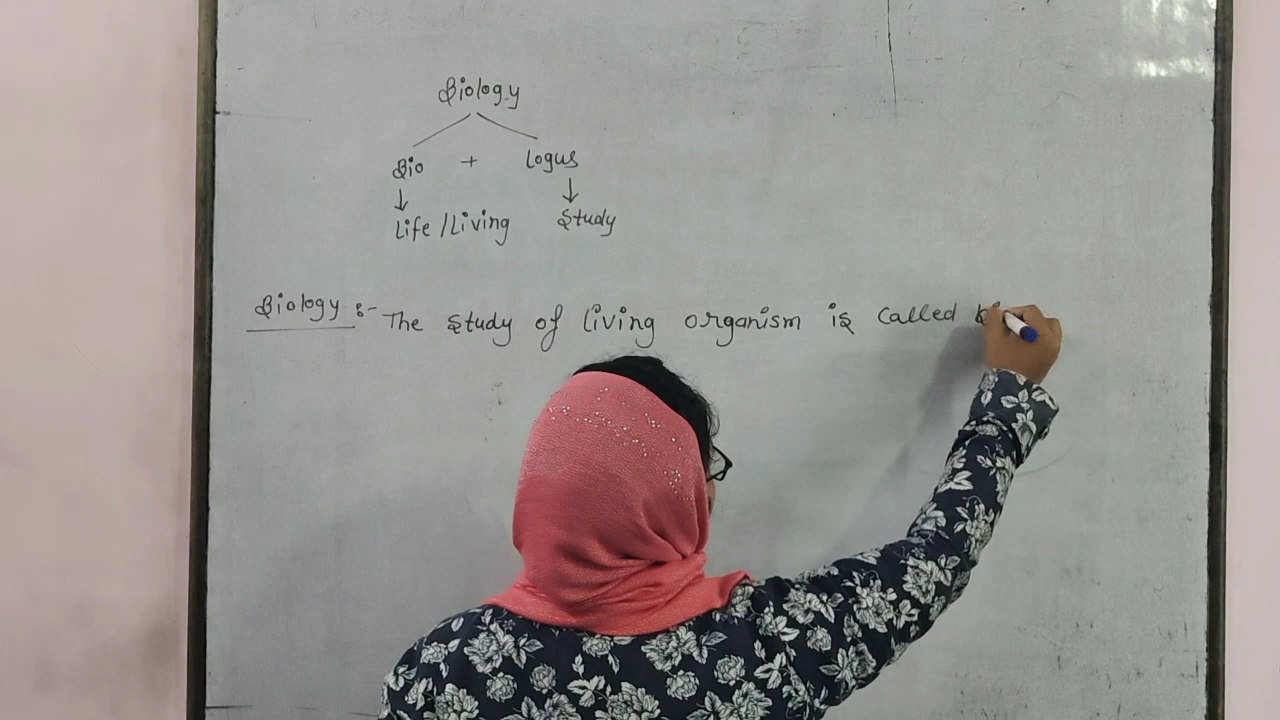 Biology
Bio + Logus
↓ ↓
Life/Living Study
Biology :- The study of living organism is called